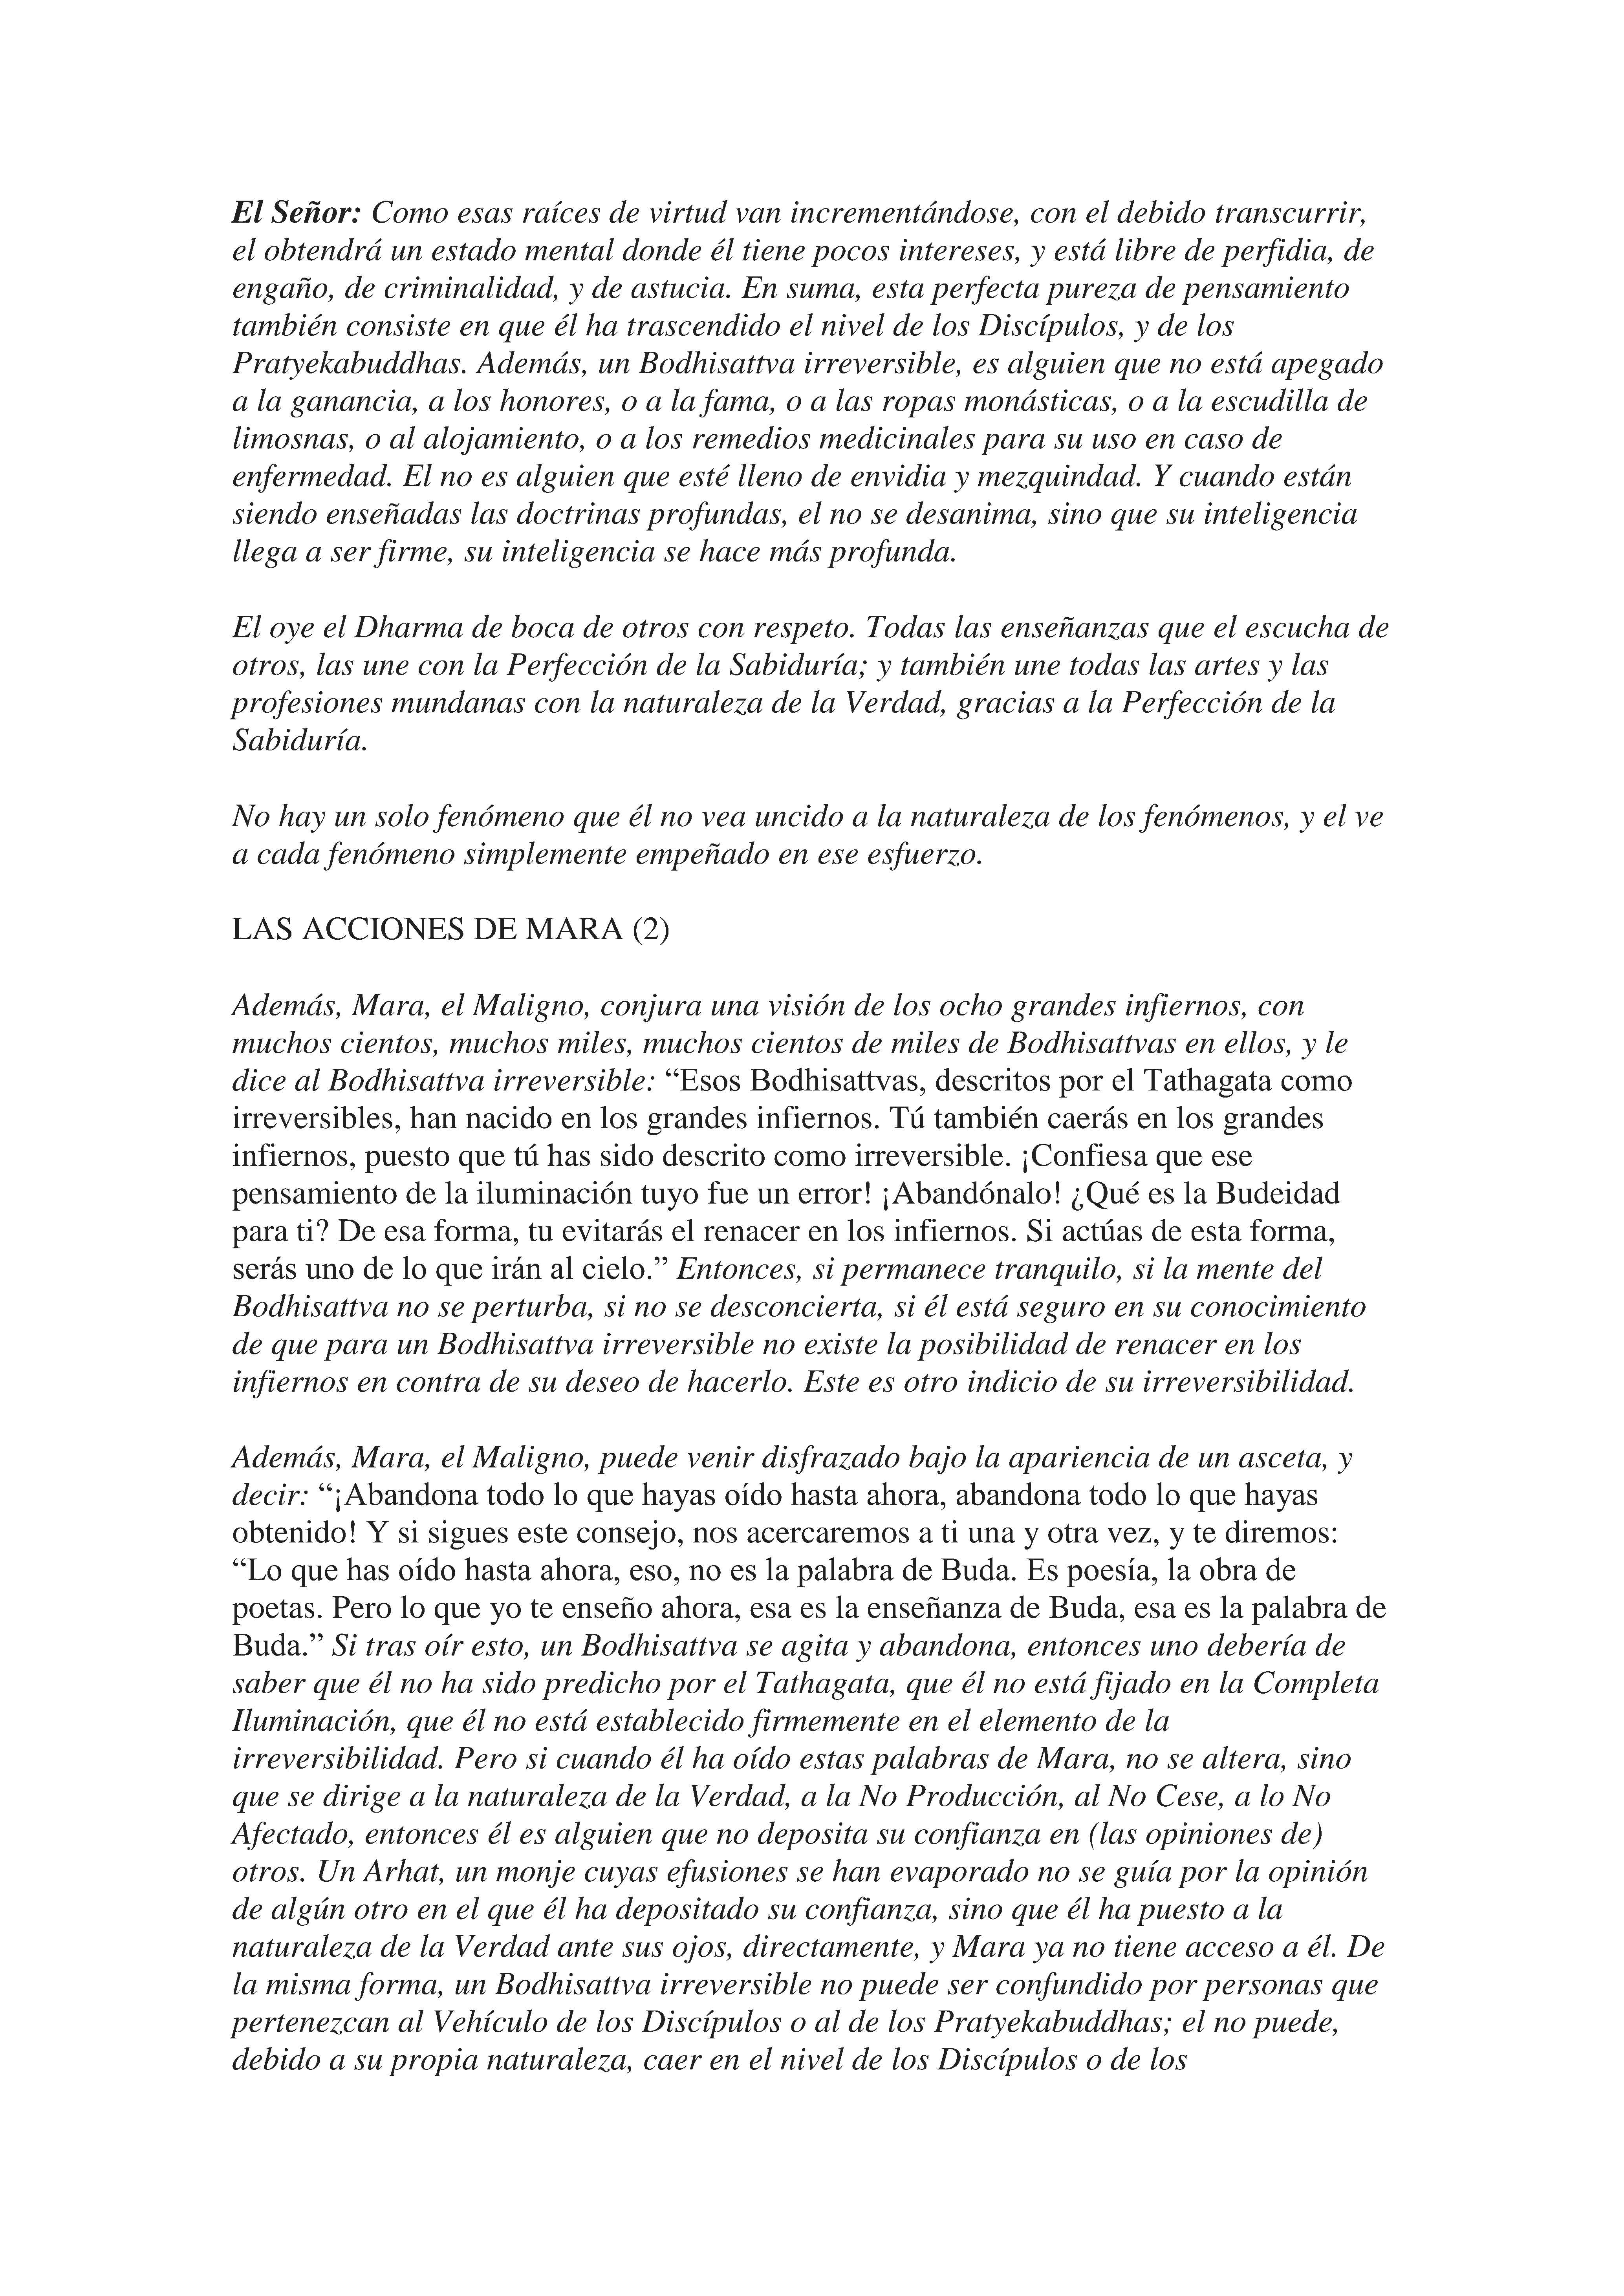 El Señor: Como esas raíces de virtud van incrementándose, con el debido transcurrir,
el obtendrá un estado mental donde él tiene pocos intereses, y está libre de perfidia, de
engaño, de criminalidad, y de astucia. En suma, esta perfecta pureza de pensamiento
también consiste en que él ha trascendido el nivel de los Discípulos, y de los
Pratyekabuddhas. Además, un Bodhisattva irreversible, es alguien que no está apegado
a la ganancia, a los honores, o a la fama, o a las ropas monásticas, o a la escudilla de
limosnas, o al alojamiento, o a los remedios medicinales para su uso en caso de
enfermedad. El no es alguien que esté lleno de envidia y mezquindad. Y cuando están
siendo enseñadas las doctrinas profundas, el no se desanima, sino que su inteligencia
llega a ser firme, su inteligencia se hace más profunda.
El oye el Dharma de boca de otros con respeto. Todas las enseñanzas que el escucha de
otros, las une con la Perfección de la Sabiduría; y también une todas las artes y las
profesiones mundanas con la naturaleza de la Verdad, gracias a la Perfección de la
Sabiduría.
No hay un solo fenómeno que él no vea uncido a la naturaleza de los fenómenos, y el ve
a cada fenómeno simplemente empeñado en ese esfuerzo.
LAS ACCIONES DE MARA (2)
Además, Mara, el Maligno, conjura una visión de los ocho grandes infiernos, con
muchos cientos, muchos miles, muchos cientos de miles de Bodhisattvas en ellos, y le
dice al Bodhisattva irreversible: “Esos Bodhisattvas, descritos por el Tathagata como
irreversibles, han nacido en los grandes infiernos. Tú también caerás en los grandes
infiernos, puesto que tú has sido descrito como irreversible. ¡Confiesa que ese
pensamiento de la iluminación tuyo fue un error! ¡Abandónalo! ¿Qué es la Budeidad
para ti? De esa forma, tu evitarás el renacer en los infiernos. Si actúas de esta forma,
serás uno de lo que irán al cielo.” Entonces, si permanece tranquilo, si la mente del
Bodhisattva no se perturba, si no se desconcierta, si él está seguro en su conocimiento
de que para un Bodhisattva irreversible no existe la posibilidad de renacer en los
infiernos en contra de su deseo de hacerlo. Este es otro indicio de su irreversibilidad.
Además, Mara, el Maligno, puede venir disfrazado bajo la apariencia de un asceta, y
decir: “¡Abandona todo lo que hayas oído hasta ahora, abandona todo lo que hayas
obtenido! Y si sigues este consejo, nos acercaremos a ti una y otra vez, y te diremos:
“Lo que has oído hasta ahora, eso, no es la palabra de Buda. Es poesía, la obra de
poetas. Pero lo que yo te enseño ahora, esa es la enseñanza de Buda, esa es la palabra de
Buda.” Si tras oír esto, un Bodhisattva se agita y abandona, entonces uno debería de
saber que él no ha sido predicho por el Tathagata, que él no está fijado en la Completa
Iluminación, que él no está establecido firmemente en el elemento de la
irreversibilidad. Pero si cuando él ha oído estas palabras de Mara, no se altera, sino
que se dirige a la naturaleza de la Verdad, a la No Producción, al No Cese, a lo No
Afectado, entonces él es alguien que no deposita su confianza en (las opiniones de)
otros. Un Arhat, un monje cuyas efusiones se han evaporado no se guía por la opinión
de algún otro en el que él ha depositado su confianza, sino que él ha puesto a la
naturaleza de la Verdad ante sus ojos, directamente, y Mara ya no tiene acceso a él. De
la misma forma, un Bodhisattva irreversible no puede ser confundido por personas que
pertenezcan al Vehículo de los Discípulos o al de los Pratyekabuddhas; el no puede,
debido a su propia naturaleza, caer en el nivel de los Discípulos o de los